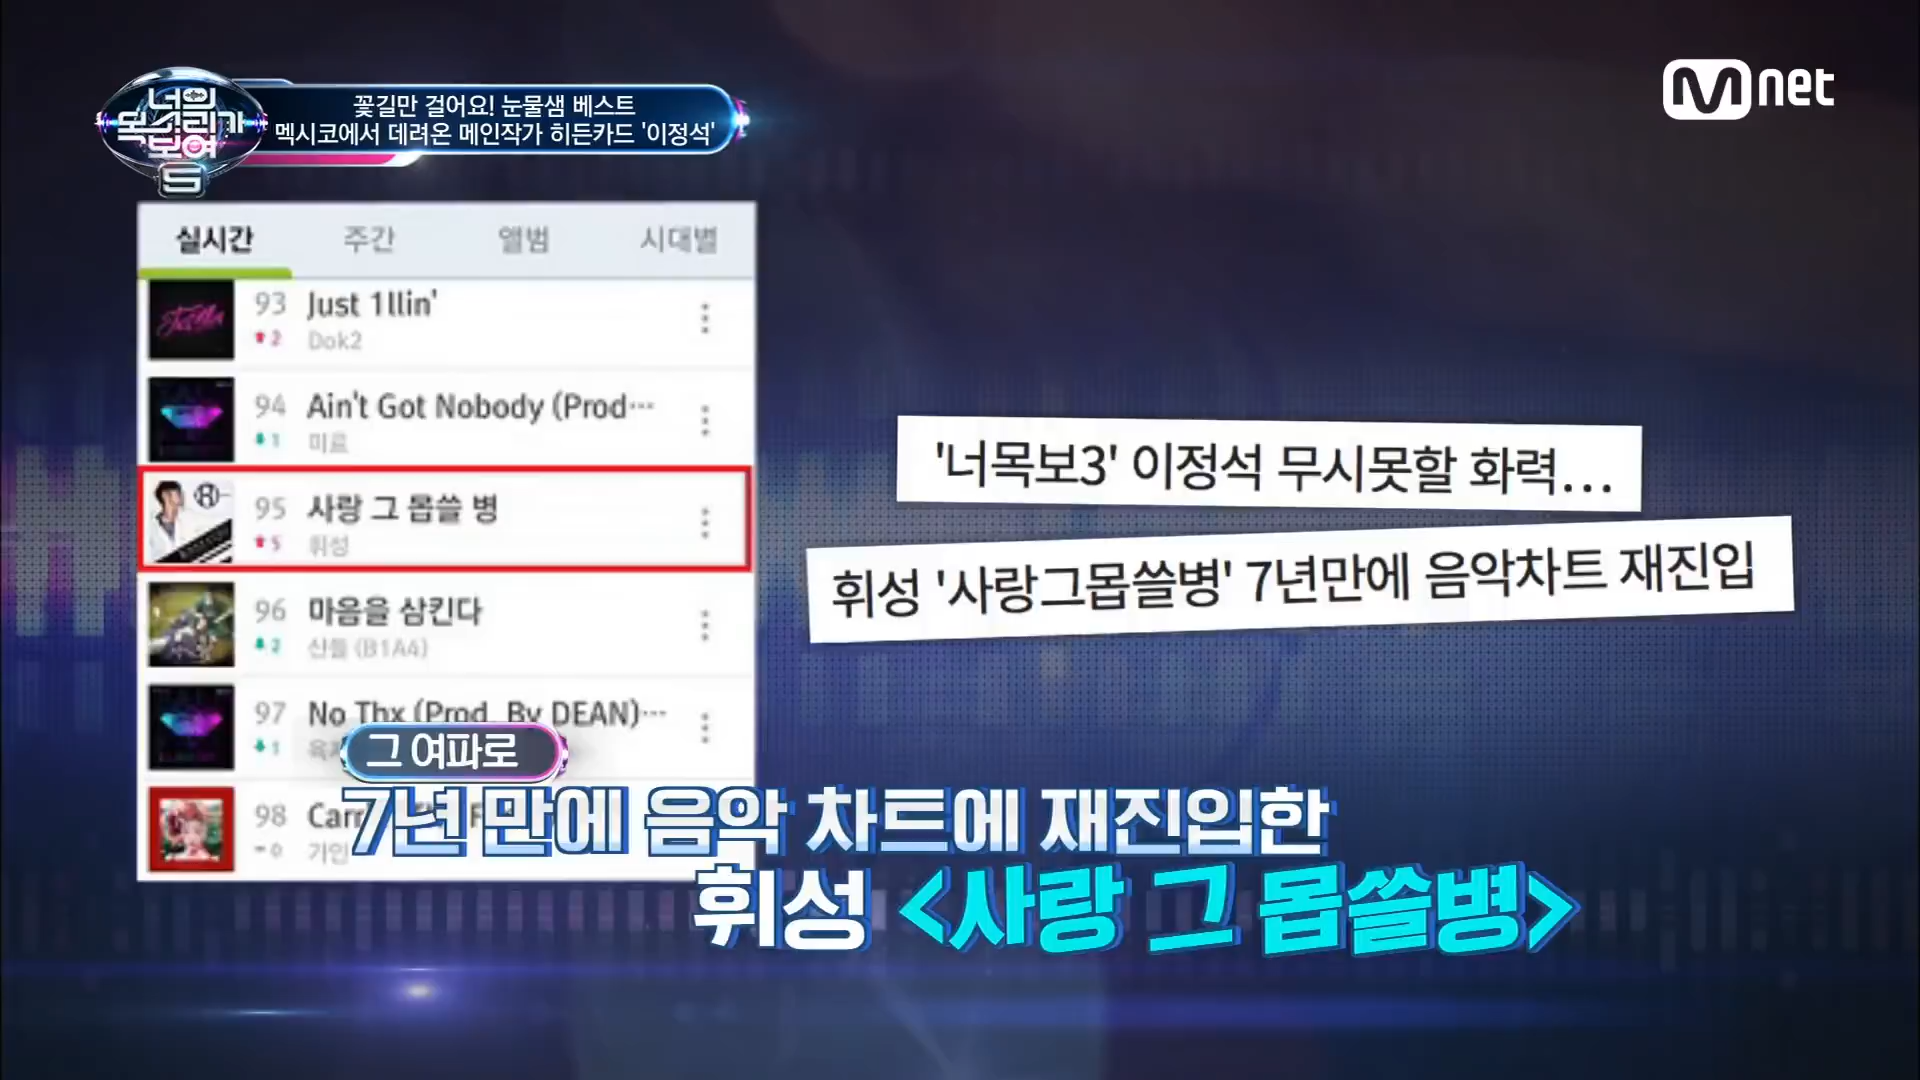 너의
목소리가
보여
5
꽃길만 걸어요! 눈물샘 베스트
멕시코에서 데려온 메인작가 히든카드 '이정석'
M net
실시간 주간 앨범 시대별
93 Just 1llin'
2 Dok2
94 Ain't Got Nobody (Prod…
1 미료
95 사랑 그 몹쓸 병
5 휘성
96 마음을 삼킨다
2 산들 (B1A4)
97 No Thx (Prod. By DEAN)…
1
98
0 가인
'너목보3' 이정석 무시못할 화력...
휘성 '사랑그몹쓸병' 7년만에 음악차트 재진입
그 여파로
7년 만에 음악 차트에 재진입한
휘성 <사랑 그 몹쓸병>